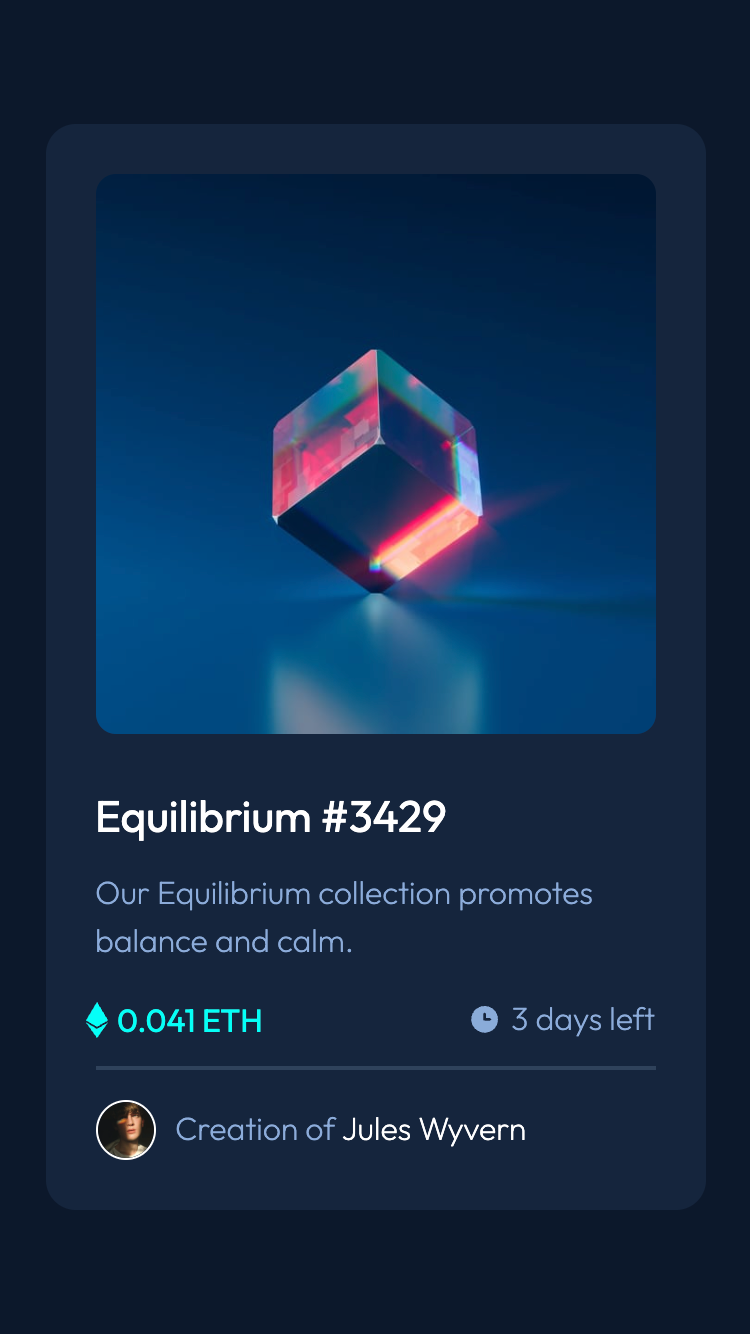 Equilibrium #3429
Our Equilibrium collection promotes
balance and calm.
0.041 ETH
3 days left
Creation of Jules Wyvern